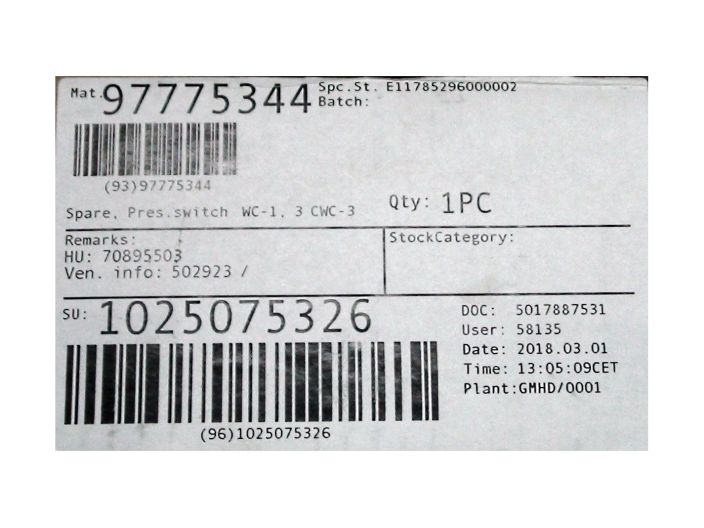 Mat. 97775344 Spc.St. E11785296000002
Batch:
(93)97775344
Spare, Pres.switch WC-1, 3 CWC-3 Qty: 1PC
Remarks:
HU: 70895503
Ven. info: 502923 /
StockCategory:
SU: 1025075326
(96)1025075326
DOC: 5017887531
User: 58135
Date: 2018.03.01
Time: 13:05:09CET
Plant:GMHD/0001